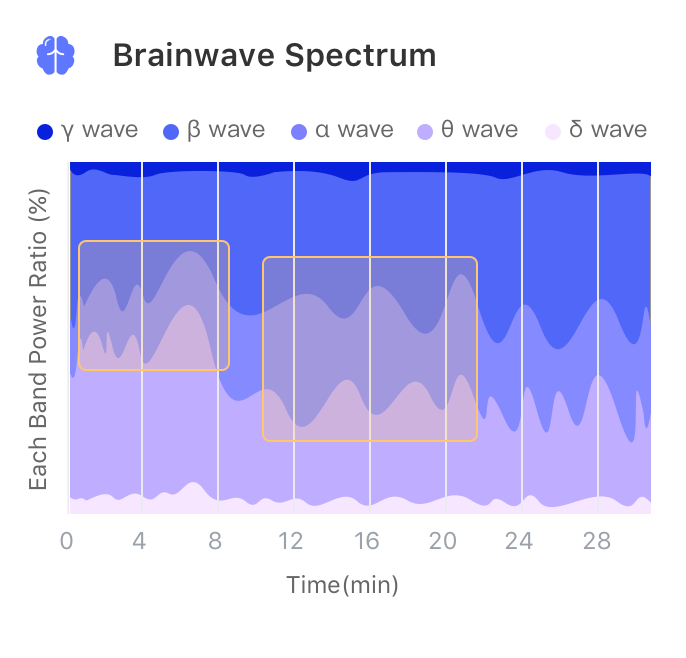 Brainwave Spectrum
γ wave β wave α wave θ wave δ wave
Each Band Power Ratio (%)
0 4 8 12 16 20 24 28
Time(min)